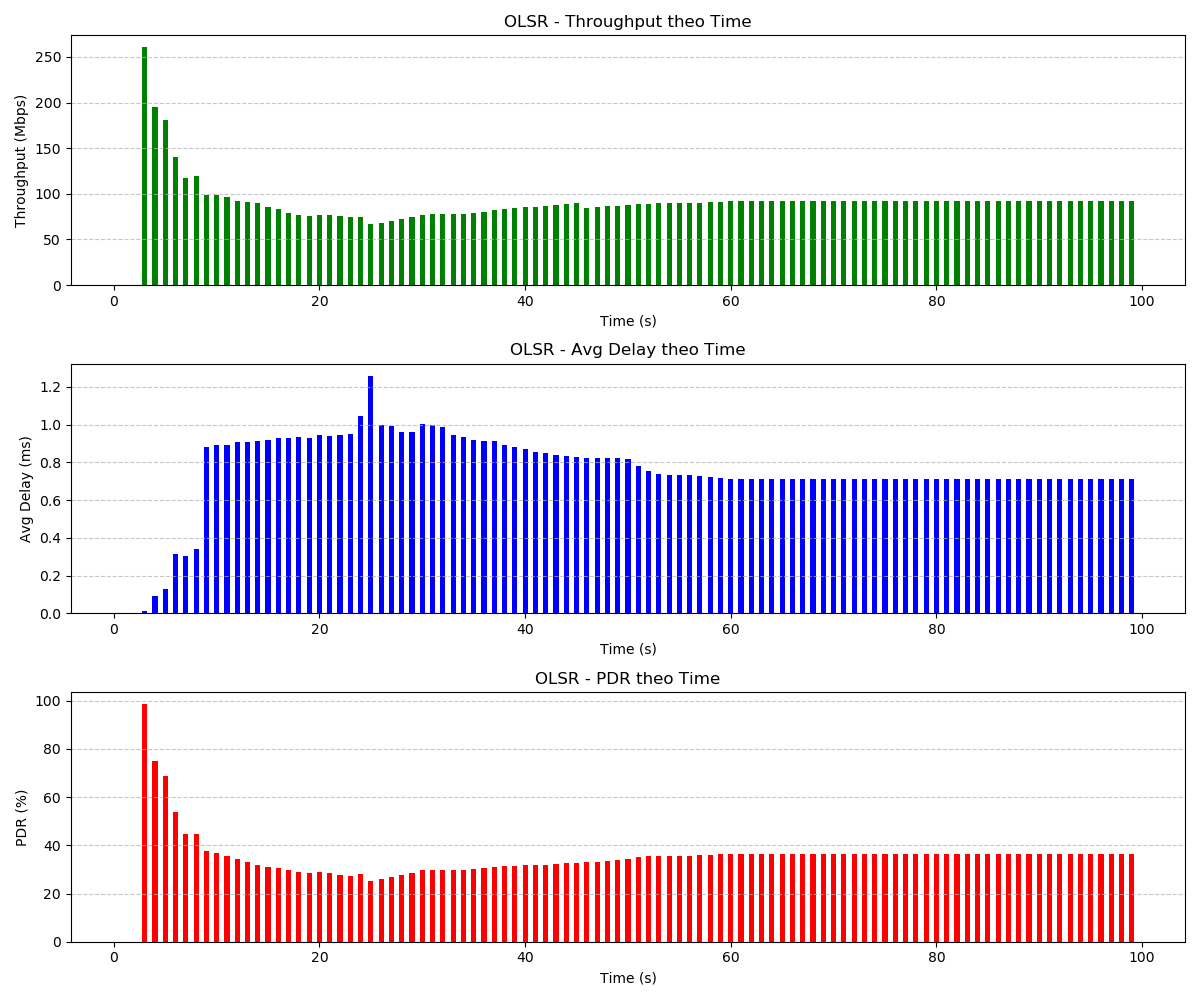 OLSR - Throughput theo Time
Throughput (Mbps)
250
200
150
100
50
0
0 20 40 60 80 100
Time (s)
OLSR - Avg Delay theo Time
Avg Delay (ms)
1.2
1.0
0.8
0.6
0.4
0.2
0.0
0 20 40 60 80 100
Time (s)
OLSR - PDR theo Time
PDR (%)
100
80
60
40
20
0
0 20 40 60 80 100
Time (s)